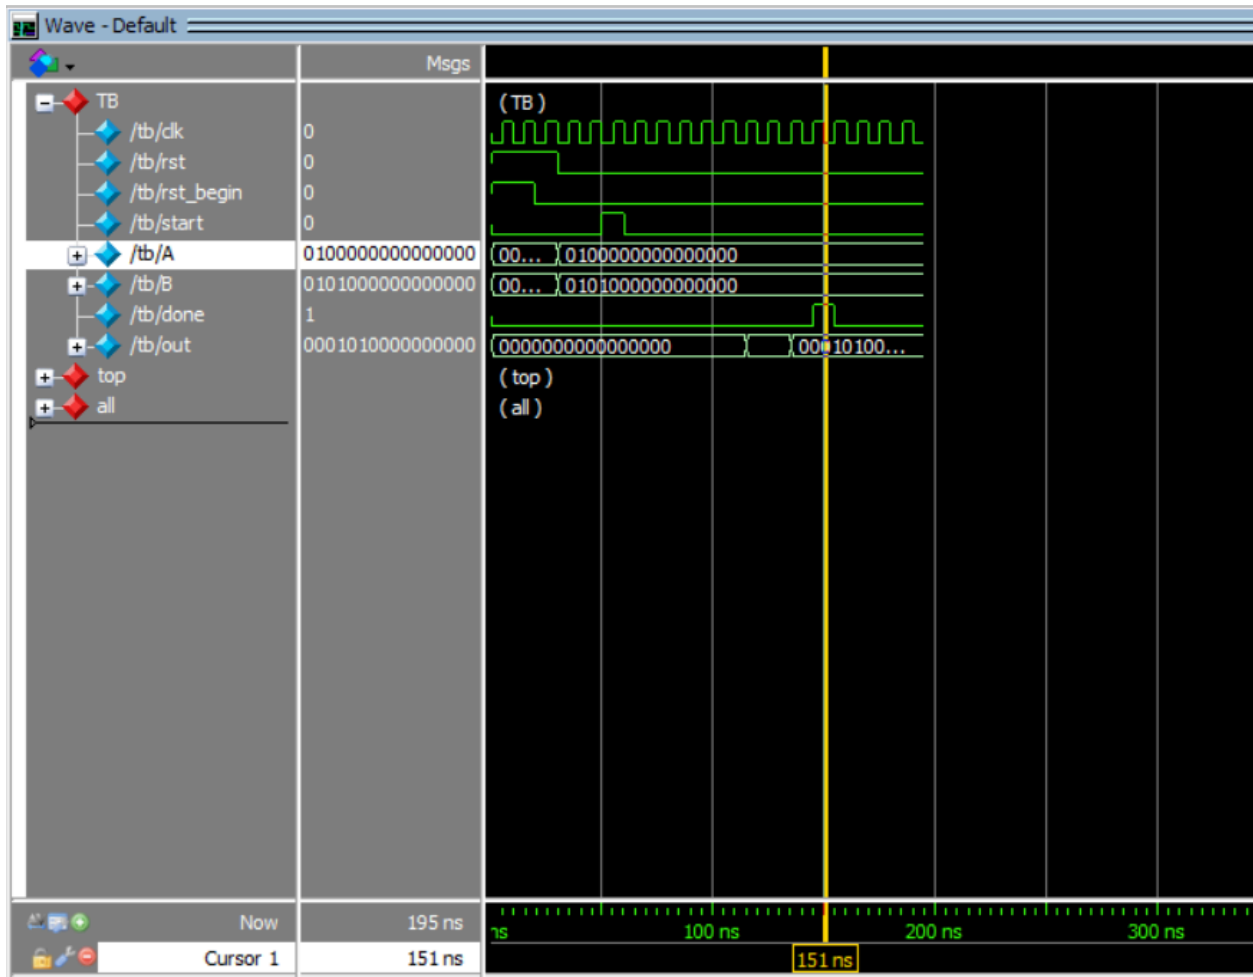 Wave - Default
Msgs
TB (TB)
/tb/clk 0
/tb/rst 0
/tb/rst_begin 0
/tb/start 0
/tb/A 0100000000000000 00... 0100000000000000
/tb/B 0101000000000000 00... 0101000000000000
/tb/done 1
/tb/out 0001010000000000 0000000000000000 00010100...
top (top)
all (all)
Now 195 ns ns 100 ns 200 ns 300 ns
Cursor 1 151 ns 151 ns